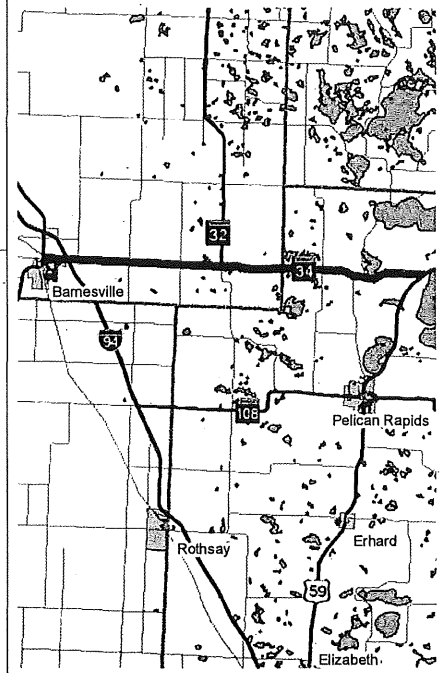 32
34
Barnesville
94
108
Pelican Rapids
Erhard
Rothsay
59
Elizabeth